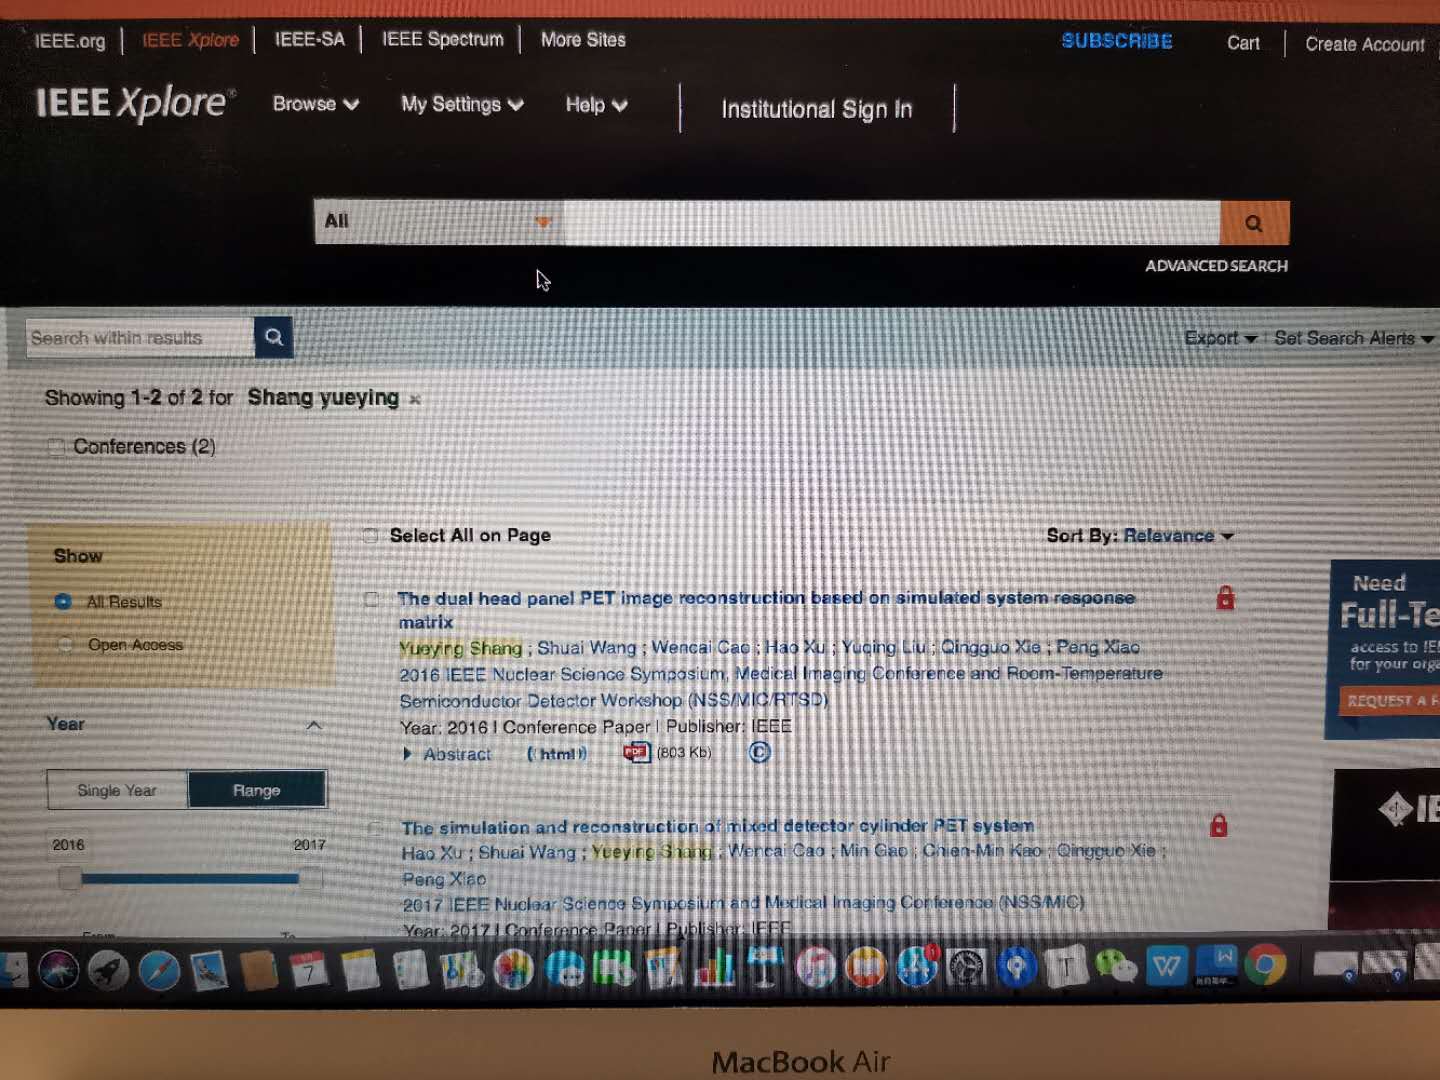 IEEE.org | IEEE Xplore | IEEE-SA | IEEE Spectrum | More Sites
SUBSCRIBE
Cart | Create Account
IEEE Xplore®
Browse
My Settings
Help
Institutional Sign In
All
ADVANCED SEARCH
Search within results
Export
Set Search Alerts
Showing 1-2 of 2 for Shang yueying ×
Conferences (2)
Show
All Results
Open Access
Year
Single Year
Range
2016
2017
From
To
Select All on Page
Sort By: Relevance
The dual head panel PET image reconstruction based on simulated system response
matrix
Yueying Shang ; Shuai Wang ; Wencai Cao ; Hao Xu ; Yuqing Liu ; Qingguo Xie ; Peng Xiao
2016 IEEE Nuclear Science Symposium, Medical Imaging Conference and Room-Temperature
Semiconductor Detector Workshop (NSS/MIC/RTSD)
Year: 2016 | Conference Paper | Publisher: IEEE
Abstract
((html))
PDF
(803 Kb)
©
The simulation and reconstruction of mixed detector cylinder PET system
Hao Xu ; Shuai Wang ; Yueying Shang ; Wencai Cao ; Min Gao ; Chien-Min Kao ; Qingguo Xie ;
Peng Xiao
2017 IEEE Nuclear Science Symposium and Medical Imaging Conference (NSS/MIC)
Year: 2017 | Conference Paper | Publisher: IEEE
Need
Full-Te
access to IE
for your orga
REQUEST A F
IE
7
1
T
W
W
MacBook Air